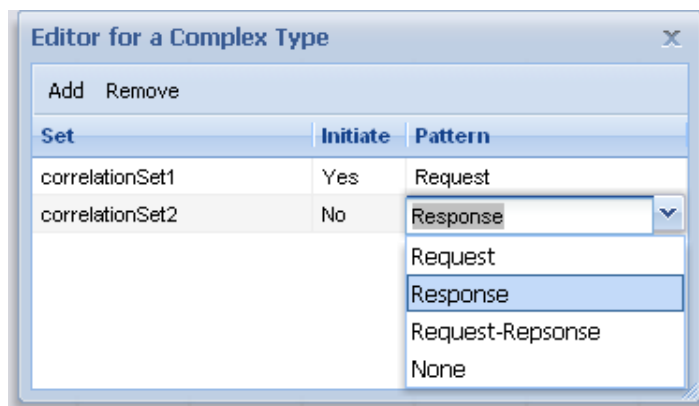 Editor for a Complex Type X
Add Remove
Set Initiate Pattern
correlationSet1 Yes Request
correlationSet2 No Response
Request
Response
Request-Repsonse
None